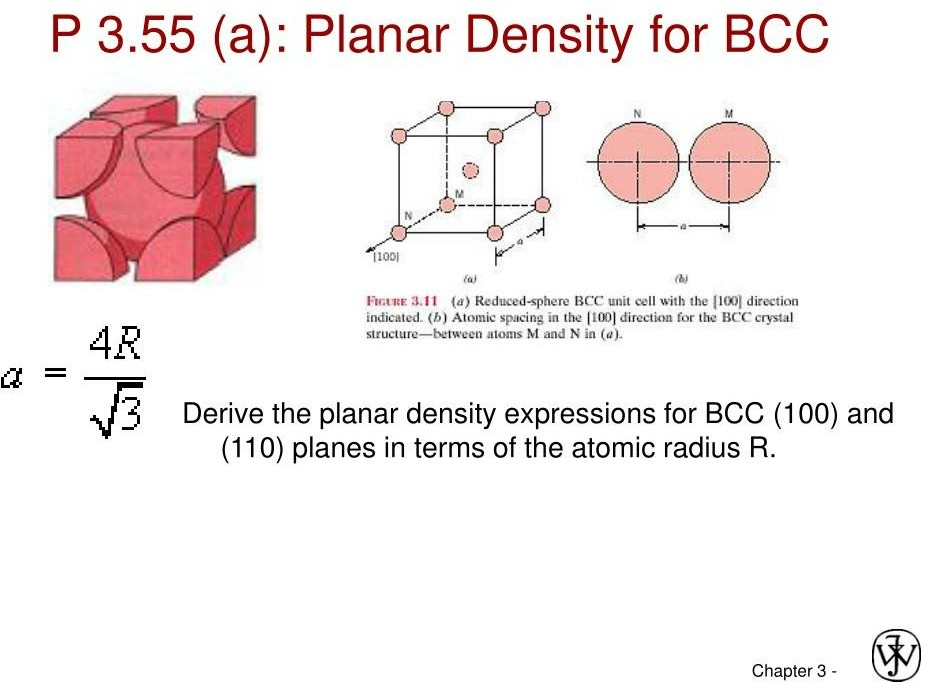 P 3.55 (a): Planar Density for BCC
N
M
[100]
a
(a)
N
M
a
(b)
FIGURE 3.11 (a) Reduced-sphere BCC unit cell with the [100] direction
indicated. (b) Atomic spacing in the [100] direction for the BCC crystal
structure—between atoms M and N in (a).
a = 4R / √3
Derive the planar density expressions for BCC (100) and
(110) planes in terms of the atomic radius R.
Chapter 3 -
JW